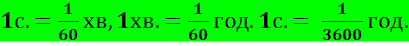 1с. = 1/60 хв, 1хв. = 1/60 год. 1с. = 1/3600 год.